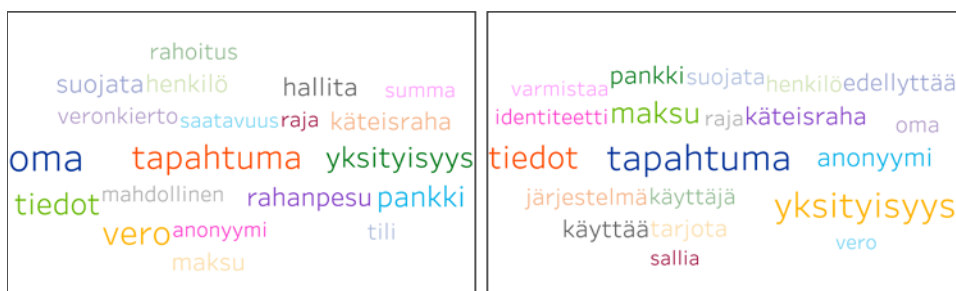 rahoitus
suojata henkilö hallita summa
veronkierto saatavuus raja käteisraha
oma tapahtuma yksityisyys
tiedot mahdollinen rahanpesu pankki
vero anonyymi tili
maksu
varmistaa pankki suojata henkilö edellyttää
identiteetti maksu raja käteisraha oma
tiedot tapahtuma anonyymi
järjestelmä käyttäjä yksityisyys
käyttää tarjota vero
sallia